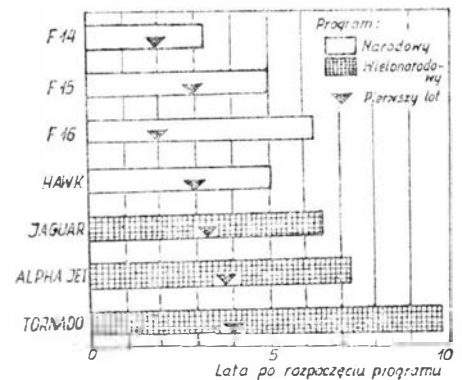 Program:
Narodowy
Wielonarodo-
wy
Pierwszy lot
F 14
F 15
F 16
HAWK
JAGUAR
ALPHA JET
TORNADO
0 5 10
Lata po rozpoczęciu programu